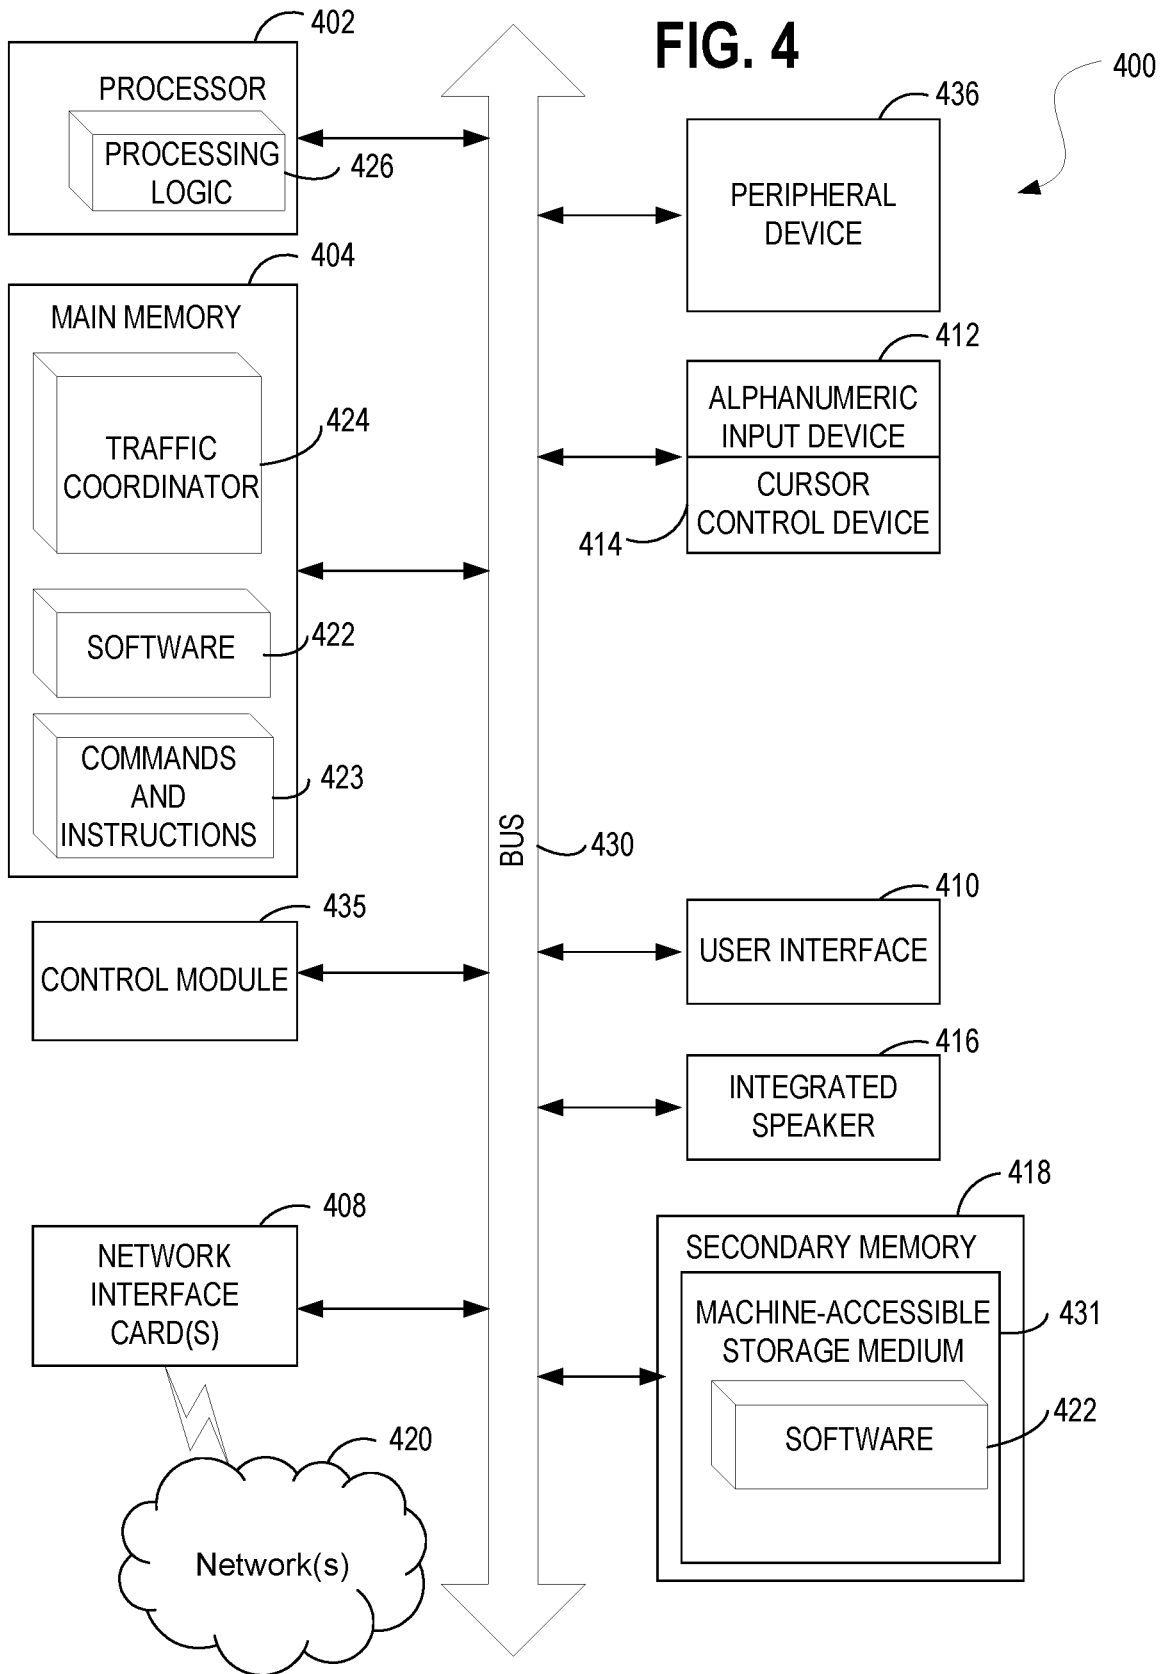 FIG. 4
400
402
PROCESSOR
PROCESSING
LOGIC
426
404
MAIN MEMORY
TRAFFIC
COORDINATOR
424
SOFTWARE
422
COMMANDS
AND
INSTRUCTIONS
423
435
CONTROL MODULE
408
NETWORK
INTERFACE
CARD(S)
420
Network(s)
BUS
430
436
PERIPHERAL
DEVICE
412
ALPHANUMERIC
INPUT DEVICE
CURSOR
CONTROL DEVICE
414
410
USER INTERFACE
416
INTEGRATED
SPEAKER
418
SECONDARY MEMORY
MACHINE-ACCESSIBLE
STORAGE MEDIUM
431
SOFTWARE
422